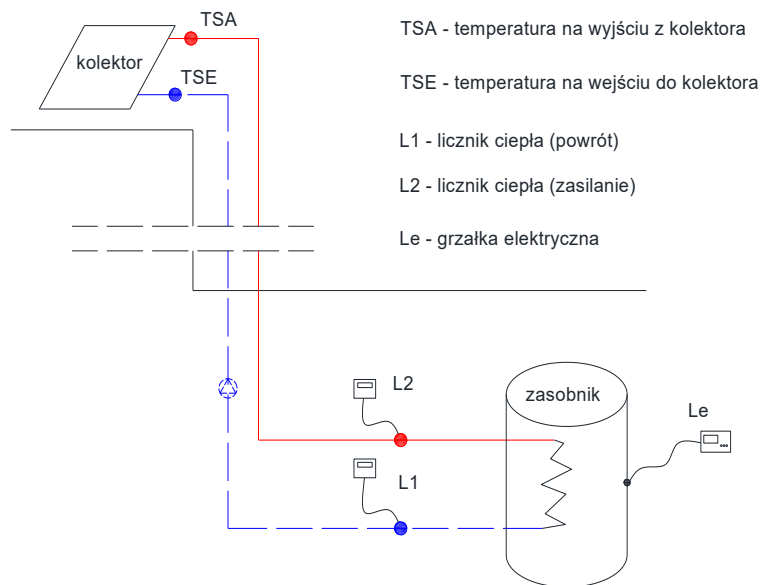 TSA
TSA - temperatura na wyjściu z kolektora
kolektor
TSE
TSE - temperatura na wejściu do kolektora
L1 - licznik ciepła (powrót)
L2 - licznik ciepła (zasilanie)
Le - grzałka elektryczna
L2
zasobnik
Le
L1